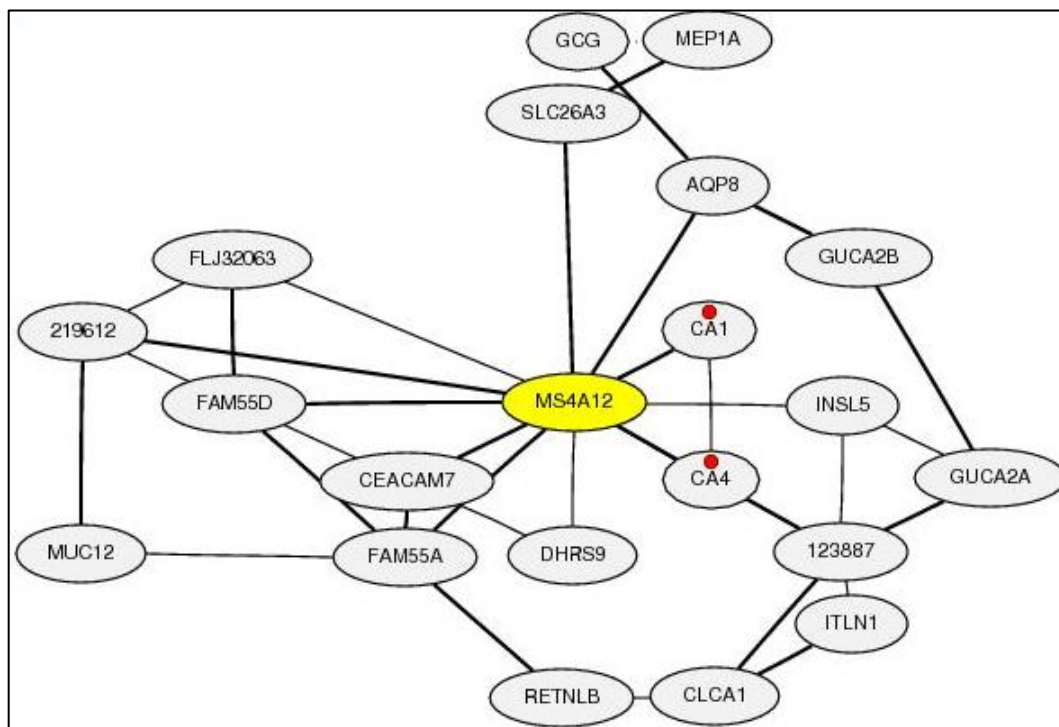 GCG
MEP1A
SLC26A3
AQP8
FLJ32063
GUCA2B
219612
CA1
FAM55D
MS4A12
INSL5
CEACAM7
CA4
GUCA2A
MUC12
FAM55A
DHRS9
123887
ITLN1
RETNLB
CLCA1